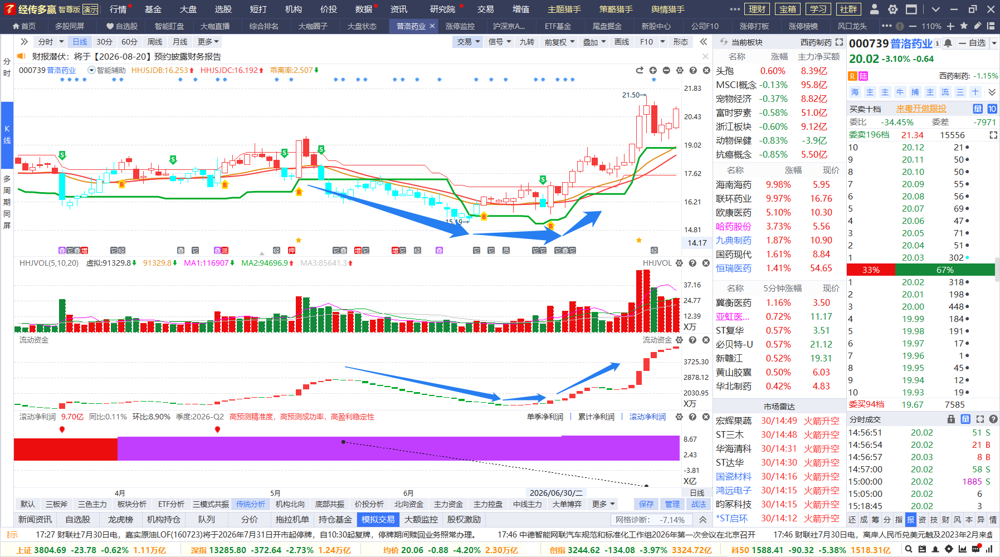 经传多赢 智尊版 演示 行情 基金 大盘 选股 短打 机构 价投 数据 资讯 研究院 交易 增值 主题猎手 策略猎手 舆情猎手 理财 宝箱 学习 社群
首页 多股同屏 自选股 智能盯盘 大咖直播 综合排名 大咖圈子 大盘状态 普洛药业 涨停监控 沪深京A... ETF基金 尾盘掘金 新股中心 公司F10 涨停打板 涨停棱镜 风口龙头 110%
分时 日线 30分 60分 周线 月线 更多 交易 信号 九转 前复权 叠加 画线 F10 形态
财报潜伏：将于【2026-08-20】预约披露财务报告
000739 普洛药业 智能辅助 HHJSJDB:16.253 HHJSJDC:16.192 乖离率:2.507
分时
K线
多周期同屏
21.83
20.43
19.02
17.62
16.21
14.81
14.17
21.50
15.19
S S S S S
B B B B B
叠 它 叠 增 它 经 叠 它 叠 派 经 押 它 叠 增 它 增 它 经 叠 它 它 员 它 它 它 叠 它 经
HHJVOL(5,10,20) 虚拟:91329.8 91329.8 MA1:116907 MA2:94696.9 MA3:85641.3 HHJVOL
37.16
24.77
12.39
X万
流动资金 流动资金
3725.30
2878.12
2030.95
X万
滚动净利润 9.70亿 同比:0.11% 环比:8.90% 季度:2026-Q2 高预测精准度，高预测成功率，高盈利稳定性 单季净利润 累计净利润 滚动净利润
8.67
2.43
-3.81
X亿
4月 5月 6月 2026/06/30/二 日线
默认 三板斧 三色主力 板块分析 ETF分析 三模式共振 传统分析 机构北向 底部共振 价投分析 北向资金 主力资金 主力控盘 中线主力 大单博弈 更多 保存 管理 战法
新闻资讯 自选股 龙虎榜 机构持仓 队列 分价 拖拉机单 持仓基金 模拟交易 大额监控 股权激励 网格诊断： -7.14%
当前板块 西药制药
名称 涨幅 主力净买额
头孢 0.60% 8.39亿
MSCI概念 -0.13% 95.8亿
宠物经济 -0.37% 8.82亿
富时罗素 -0.58% 51.0亿
浙江板块 -0.60% 9.12亿
动物保健 -0.83% -3.9亿
抗癌概念 -0.85% 5.50亿
名称 涨幅 现价
海南海药 9.98% 5.95
联环药业 9.97% 16.76
欧康医药 5.10% 10.30
哈药股份 3.73% 5.56
九典制药 1.87% 10.90
国药现代 1.61% 8.84
恒瑞医药 1.41% 54.65
名称 5分钟涨幅 现价
冀衡医药 1.16% 3.50
亚虹医... 0.72% 11.17
ST复华 0.57% 3.51
必贝特-U 0.57% 21.12
新赣江 0.52% 19.31
黄山胶囊 0.50% 6.03
华北制药 0.42% 4.83
市场雷达
宏辉果蔬 30/14:49 火箭升空
ST三木 30/14:48 火箭升空
华海清科 30/14:31 火箭升空
ST达华 30/14:30 火箭升空
国瓷材料 30/14:16 火箭升空
鸿远电子 30/14:15 火箭升空
昀冢科技 30/14:15 火箭升空
*ST启环 30/14:12 火箭升空
000739 普洛药业 自选
20.02 -3.10% -0.64
R 陆 西药制药: -1.15%
海 主 主 牛 捕 主 流 三 十
买卖十档 来粤开做跟投 量 10
委比 -34.45% 委差 -7971
委卖196档 21.34 15556
10 20.12 21
9 20.11 50
8 20.10 50
7 20.09 55
6 20.08 56
5 20.07 69
4 20.06 47
3 20.05 71
2 20.04 51
1 20.03 302
33% 67%
1 20.02 318
2 20.01 198
3 20.00 448
4 19.99 184
5 19.98 191
6 19.97 17
7 19.96 1
8 19.95 45
9 19.94 12
10 19.93 19
委买94档 19.67 7585
分时成交 量
14:56:51 20.02 51 S
14:56:54 20.02 21 B
14:56:57 20.03 8 B
14:57:00 20.02 58 S
15:00:00 20.02 1885 S
15:05:00 20.02 6
15:18:45 20.02 3
还 成 筹 分 指 报 资 技 财 风 本 异 情
17:27 财联社7月30日电，嘉实原油LOF(160723)将于2026年7月31日开市起停牌，自10:30起复牌，停牌期间赎回业务照常办理。 17:46 中德智能网联汽车规范和标准化工作组2026年第一次会议在北京召开 17:46 财联社7月30日电，离岸人民币兑美元触及2023年2月来盘
上证 3804.69 -23.78 -0.62% 1.11万亿 深指 13285.80 -372.64 -2.73% 1.24万亿 均价 20.06 -0.88 -4.20% 2.30万亿 创指 3244.62 -134.08 -3.97% 3324.72亿 科50 1588.41 -90.32 -5.38% 1518.31亿